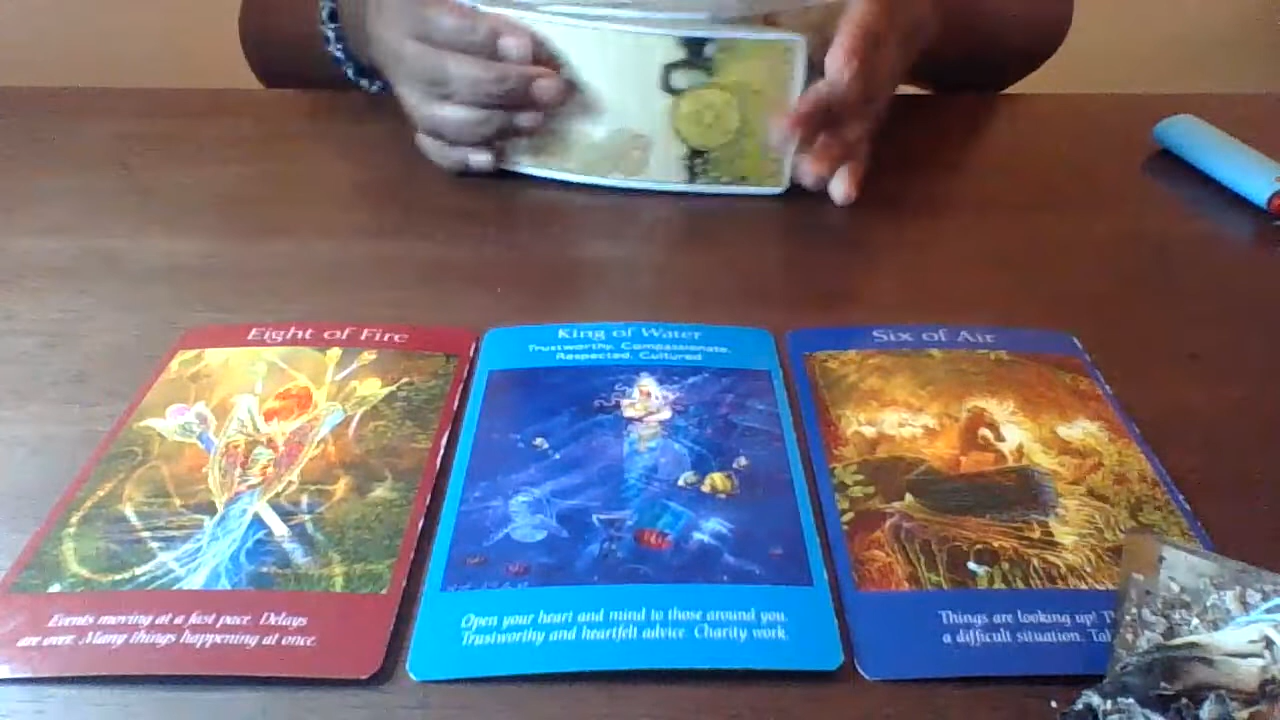 Eight of Fire
Events moving at a fast pace. Delays
are over. Many things happening at once.
King of Water
Trustworthy, Compassionate,
Respected, Cultured
Open your heart and mind to those around you.
Trustworthy and heartfelt advice. Charity work.
Six of Air
Things are looking up!
a difficult situation.